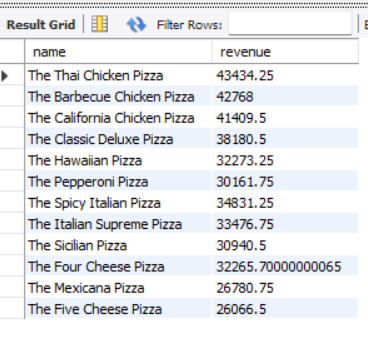 Result Grid Filter Rows:
name revenue
The Thai Chicken Pizza 43434.25
The Barbecue Chicken Pizza 42768
The California Chicken Pizza 41409.5
The Classic Deluxe Pizza 38180.5
The Hawaiian Pizza 32273.25
The Pepperoni Pizza 30161.75
The Spicy Italian Pizza 34831.25
The Italian Supreme Pizza 33476.75
The Sicilian Pizza 30940.5
The Four Cheese Pizza 32265.70000000065
The Mexicana Pizza 26780.75
The Five Cheese Pizza 26066.5